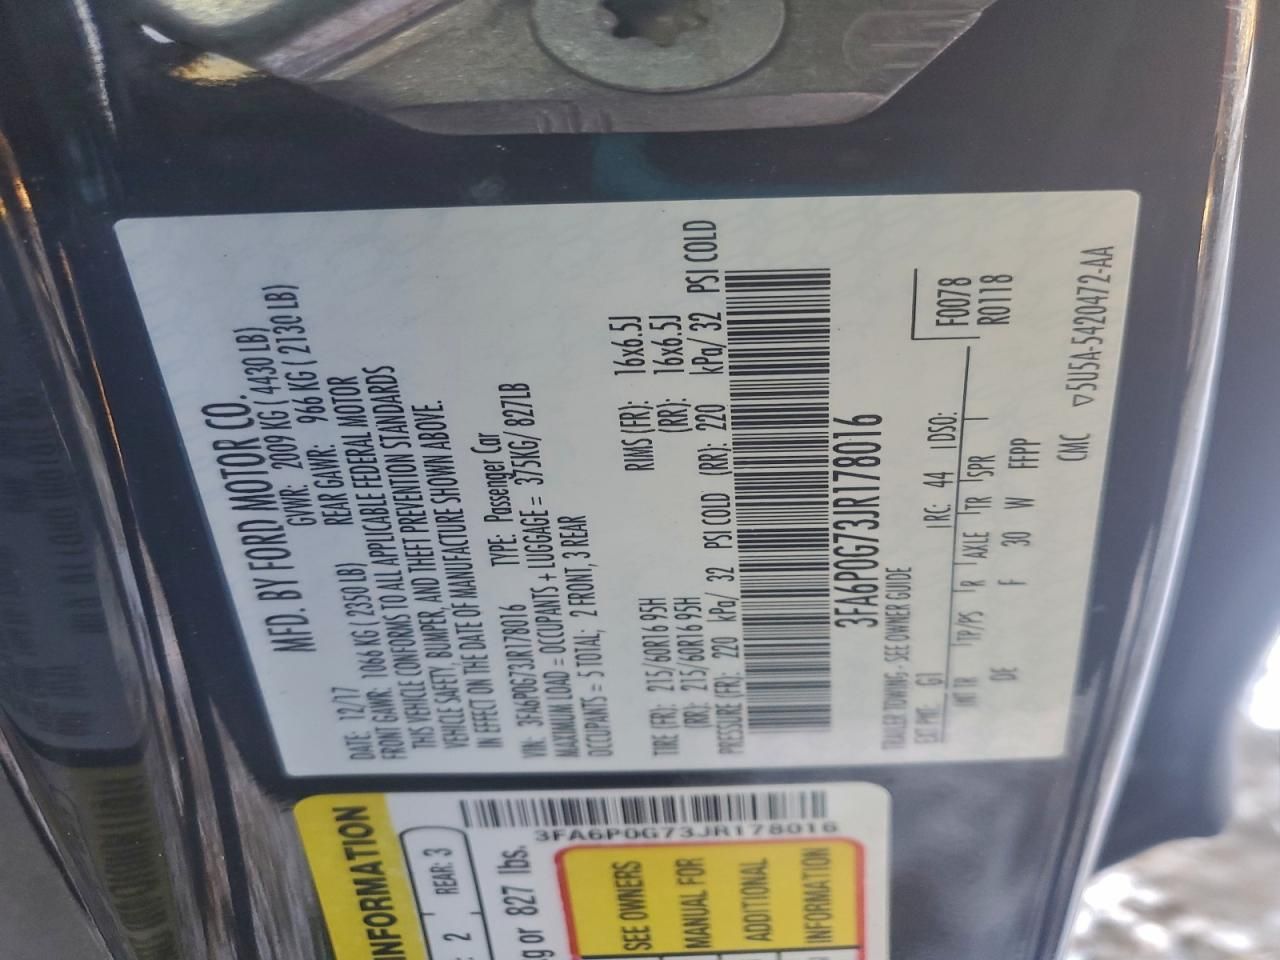 MFD. BY FORD MOTOR CO.
DATE: 12/17 GVWR: 2009 KG ( 4430 LB)
FRONT GAWR: 1066 KG ( 2350 LB) REAR GAWR: 966 KG ( 2130 LB)
THIS VEHICLE CONFORMS TO ALL APPLICABLE FEDERAL MOTOR
VEHICLE SAFETY, BUMPER, AND THEFT PREVENTION STANDARDS
IN EFFECT ON THE DATE OF MANUFACTURE SHOWN ABOVE.
VIN: 3FA6P0G73JR178016 TYPE: Passenger Car
MAXIMUM LOAD = OCCUPANTS + LUGGAGE = 375KG/ 827LB
OCCUPANTS = 5 TOTAL; 2 FRONT, 3 REAR
TIRE (FR): 215/60R16 95H RIMS (FR): 16x6.5J
(RR): 215/60R16 95H (RR): 16x6.5J
PRESSURE (FR): 220 kPa/ 32 PSI COLD (RR): 220 kPa/ 32 PSI COLD
3FA6P0G73JR178016
TRAILER TOWING - SEE OWNER GUIDE
F0078
R0118
EXT PNT: G1 RC: 44 DSO:
INT TR TP/PS R AXLE TR SPR
DE F 30 W FFPP
CMC 5U5A-5420472-AA
INFORMATION
2 REAR: 3
g or 827 lbs.
3FA6P0G73JR178016
SEE OWNERS
MANUAL FOR
ADDITIONAL
INFORMATION